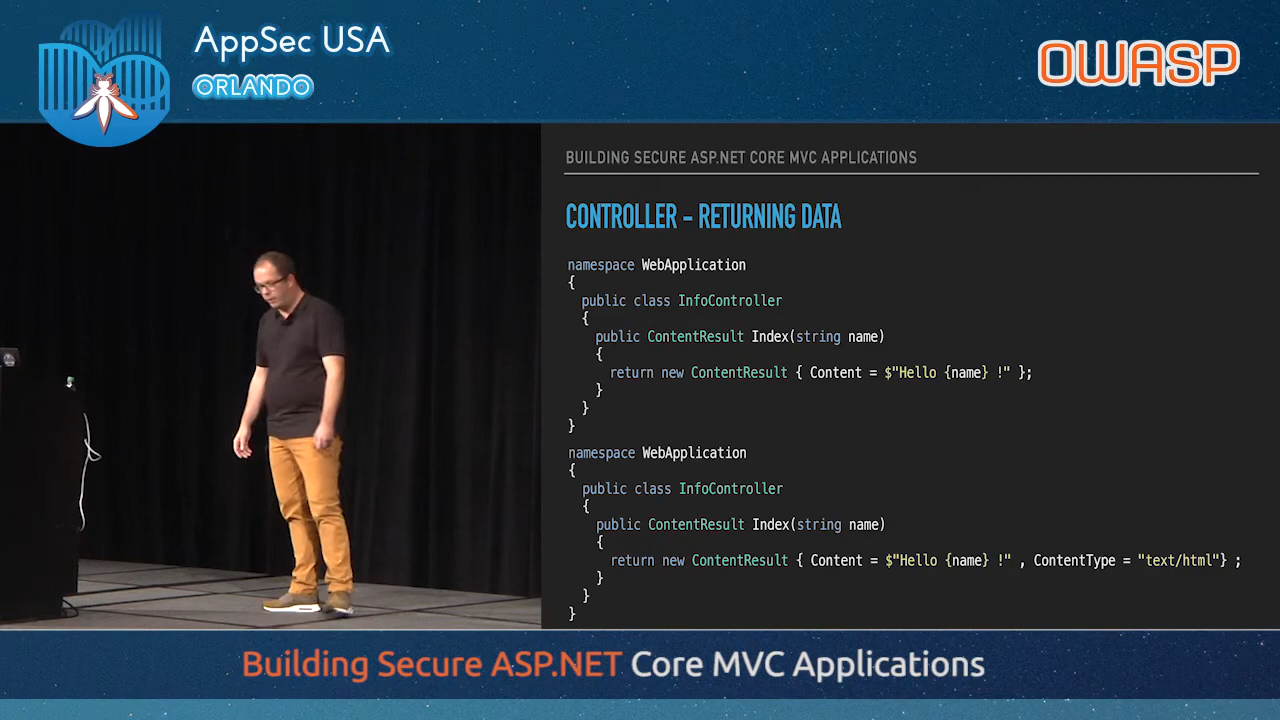 AppSec USA
ORLANDO
OWASP
BUILDING SECURE ASP.NET CORE MVC APPLICATIONS
CONTROLLER - RETURNING DATA
namespace WebApplication
{
public class InfoController
{
public ContentResult Index(string name)
{
return new ContentResult { Content = $"Hello {name} !" };
}
}
}
namespace WebApplication
{
public class InfoController
{
public ContentResult Index(string name)
{
return new ContentResult { Content = $"Hello {name} !" , ContentType = "text/html"} ;
}
}
}
Building Secure ASP.NET Core MVC Applications